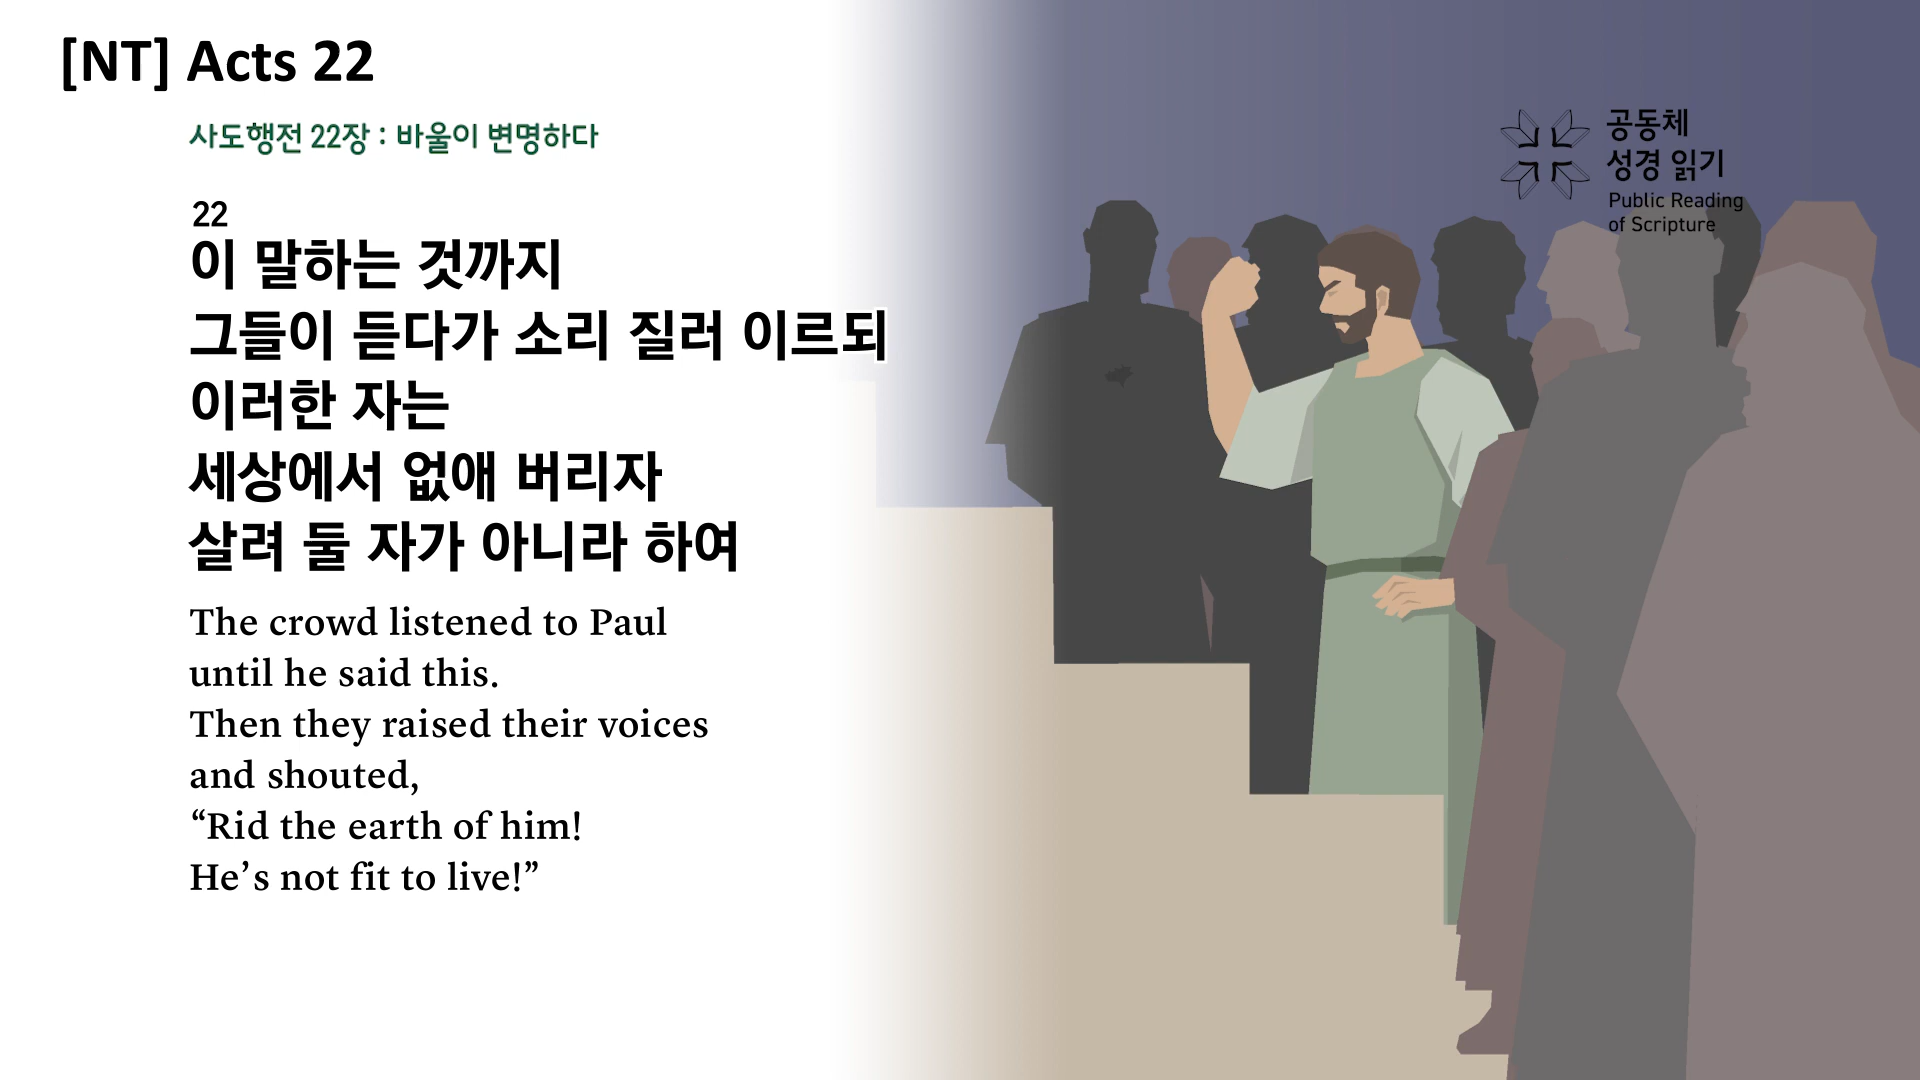 [NT] Acts 22
사도행전 22장 : 바울이 변명하다
공동체
성경 읽기
Public Reading
of Scripture
22
이 말하는 것까지
그들이 듣다가 소리 질러 이르되
이러한 자는
세상에서 없애 버리자
살려 둘 자가 아니라 하여
The crowd listened to Paul
until he said this.
Then they raised their voices
and shouted,
“Rid the earth of him!
He’s not fit to live!”